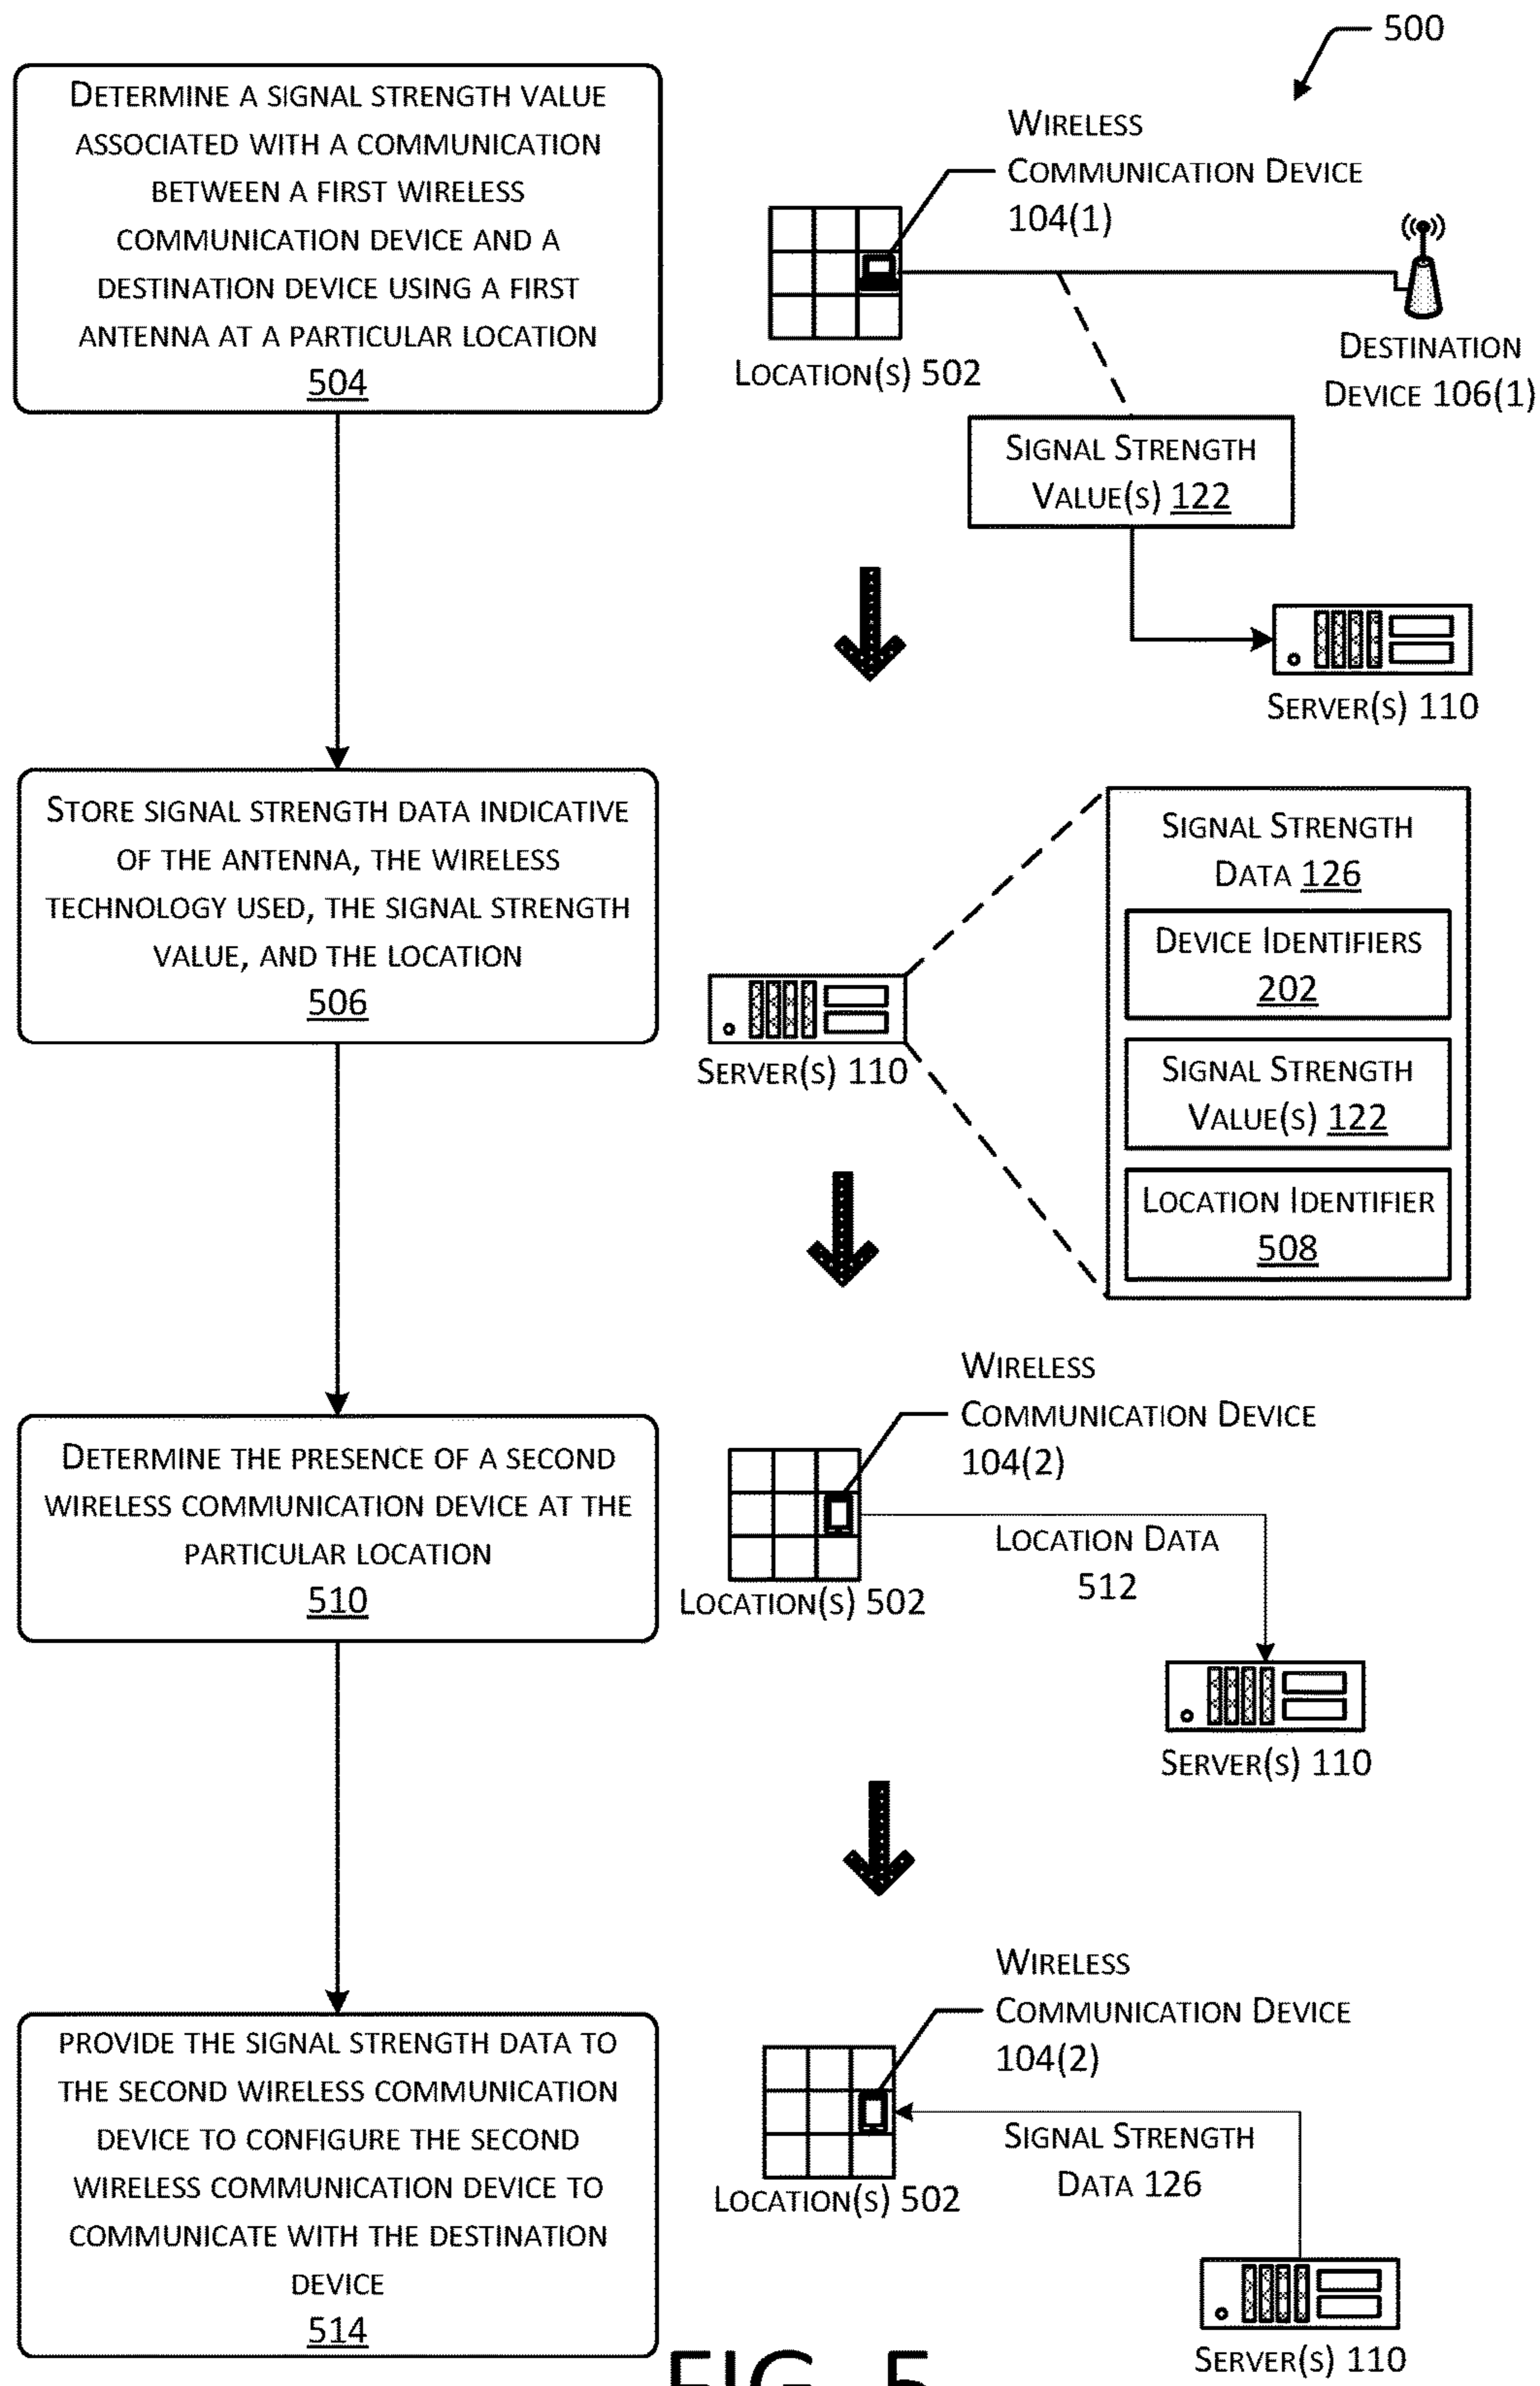 500
DETERMINE A SIGNAL STRENGTH VALUE
ASSOCIATED WITH A COMMUNICATION
BETWEEN A FIRST WIRELESS
COMMUNICATION DEVICE AND A
DESTINATION DEVICE USING A FIRST
ANTENNA AT A PARTICULAR LOCATION
504
WIRELESS
COMMUNICATION DEVICE
104(1)
LOCATION(S) 502
DESTINATION
DEVICE 106(1)
SIGNAL STRENGTH
VALUE(S) 122
SERVER(S) 110
STORE SIGNAL STRENGTH DATA INDICATIVE
OF THE ANTENNA, THE WIRELESS
TECHNOLOGY USED, THE SIGNAL STRENGTH
VALUE, AND THE LOCATION
506
SERVER(S) 110
SIGNAL STRENGTH
DATA 126
DEVICE IDENTIFIERS
202
SIGNAL STRENGTH
VALUE(S) 122
LOCATION IDENTIFIER
508
DETERMINE THE PRESENCE OF A SECOND
WIRELESS COMMUNICATION DEVICE AT THE
PARTICULAR LOCATION
510
WIRELESS
COMMUNICATION DEVICE
104(2)
LOCATION(S) 502
LOCATION DATA
512
SERVER(S) 110
PROVIDE THE SIGNAL STRENGTH DATA TO
THE SECOND WIRELESS COMMUNICATION
DEVICE TO CONFIGURE THE SECOND
WIRELESS COMMUNICATION DEVICE TO
COMMUNICATE WITH THE DESTINATION
DEVICE
514
WIRELESS
COMMUNICATION DEVICE
104(2)
LOCATION(S) 502
SIGNAL STRENGTH
DATA 126
SERVER(S) 110
FIG. 5